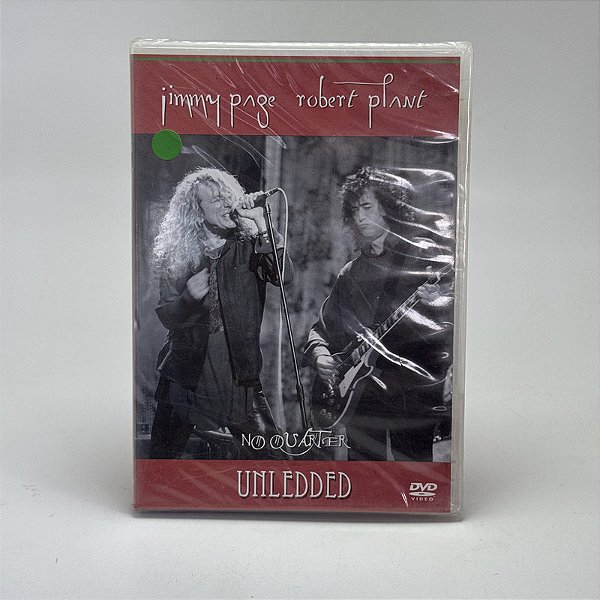 jimmy page robert plant
NO QUARTER
UNLEDDED
DVD
VIDEO